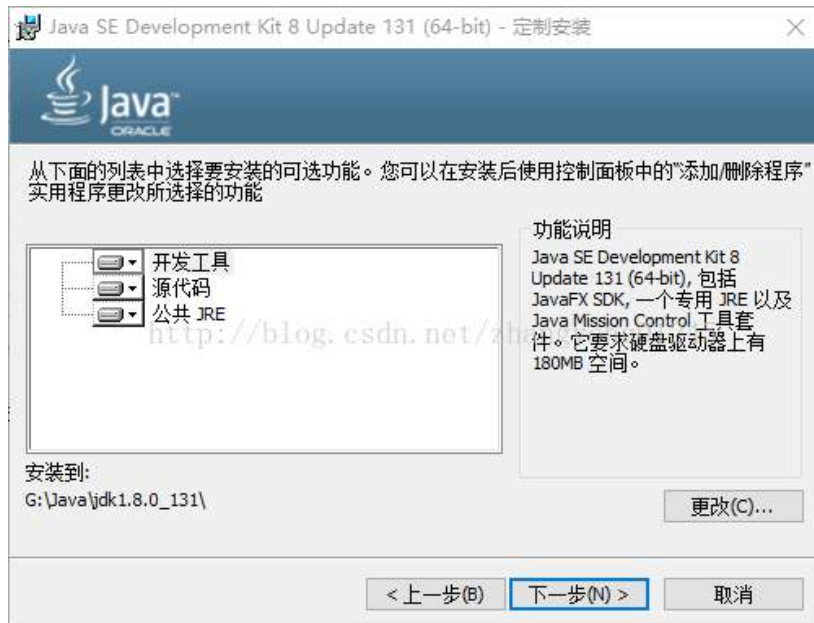 Java SE Development Kit 8 Update 131 (64-bit) - 定制安装
Java
ORACLE
从下面的列表中选择要安装的可选功能。您可以在安装后使用控制面板中的"添加/删除程序"
实用程序更改所选择的功能
开发工具
源代码
公共 JRE
功能说明
Java SE Development Kit 8
Update 131 (64-bit), 包括
JavaFX SDK, 一个专用 JRE 以及
Java Mission Control 工具套
件。它要求硬盘驱动器上有
180MB 空间。
http://blog.csdn.net/
安装到:
G:\Java\jdk1.8.0_131\
更改(C)...
< 上一步(B)
下一步(N) >
取消